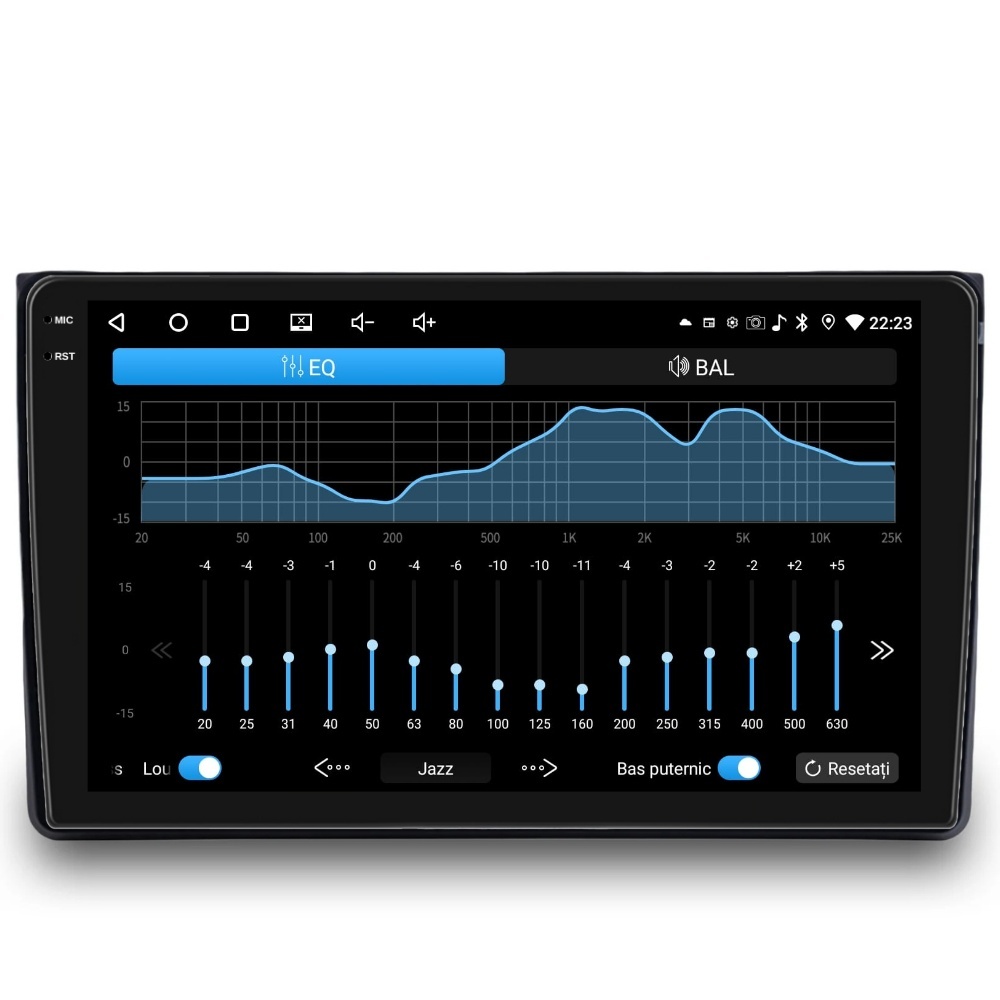 MIC
22:23
RST
EQ
BAL
15
0
-15
20 50 100 200 500 1K 2K 5K 10K 25K
-4 -4 -3 -1 0 -4 -6 -10 -10 -11 -4 -3 -2 -2 +2 +5
15
0
-15
20 25 31 40 50 63 80 100 125 160 200 250 315 400 500 630
s Lou Jazz Bas puternic Resetați